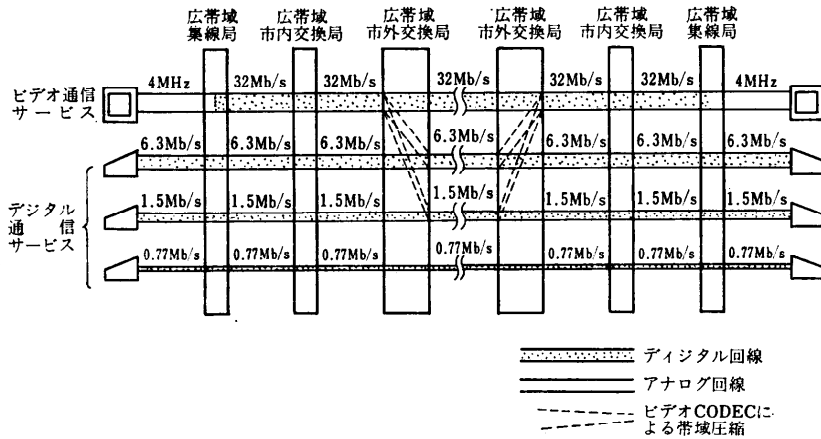 広帯域 広帯域 広帯域 広帯域 広帯域 広帯域
集線局 市内交換局 市外交換局 市外交換局 市内交換局 集線局
ビデオ通信
サービス
4MHz 32Mb/s 32Mb/s 32Mb/s 32Mb/s 32Mb/s 4MHz
6.3Mb/s 6.3Mb/s 6.3Mb/s 6.3Mb/s 6.3Mb/s 6.3Mb/s 6.3Mb/s
デジタル
通信
サービス
1.5Mb/s 1.5Mb/s 1.5Mb/s 1.5Mb/s 1.5Mb/s 1.5Mb/s 1.5Mb/s
0.77Mb/s 0.77Mb/s 0.77Mb/s 0.77Mb/s 0.77Mb/s 0.77Mb/s 0.77Mb/s
ディジタル回線
アナログ回線
ビデオCODECに
よる帯域圧縮